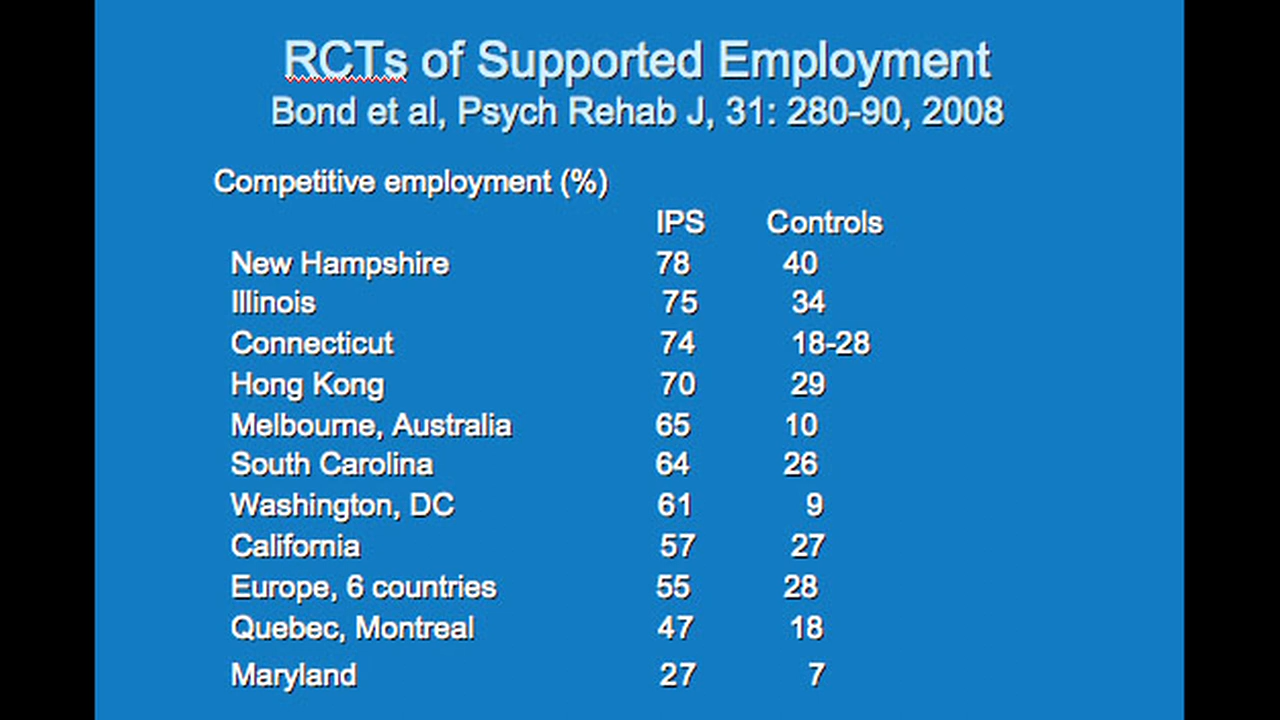 RCTs of Supported Employment
Bond et al, Psych Rehab J, 31: 280-90, 2008
Competitive employment (%)
IPS Controls
New Hampshire 78 40
Illinois 75 34
Connecticut 74 18-28
Hong Kong 70 29
Melbourne, Australia 65 10
South Carolina 64 26
Washington, DC 61 9
California 57 27
Europe, 6 countries 55 28
Quebec, Montreal 47 18
Maryland 27 7